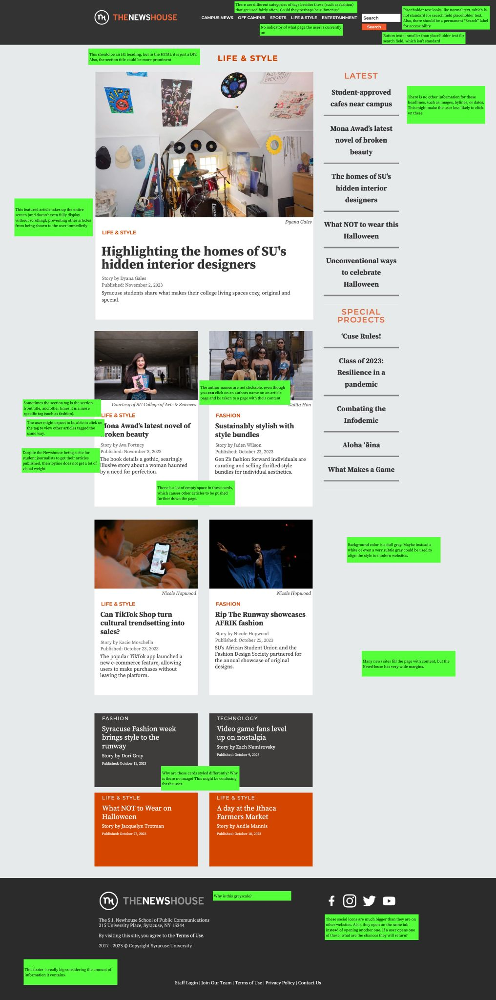 There are different categories of tags besides these (such as fashion)
that get used fairly often. Could they perhaps be submenus?
THENEWSHOUSE
CAMPUS NEWS OFF CAMPUS SPORTS LIFE & STYLE ENTERTAINMENT
Search
Search
Placeholder text looks like normal text, which is
not standard for search field placeholder text.
Also, there should be a permanent "Search" label
for accessibility
No indicator of what page the user is currently
on
Button text is smaller than placeholder text for
search field, which isn't standard
This should be an H1 heading, but in the HTML it is just a DIV.
Also, the section title could be more prominent
LIFE & STYLE
BEST DAY
EVER!!!!!
This featured article takes up the entire
screen (and doesn't even fully display
without scrolling), preventing other articles
from being shown to the user immedietly
Dyana Gales
LIFE & STYLE
Highlighting the homes of SU's
hidden interior designers
Story by Dyana Gales
Published: November 2, 2023
Syracuse students share what makes their college living spaces cozy, original and
special.
LATEST
Student-approved
cafes near campus
There is no other information for these
headlines, such as images, bylines, or dates.
This might make the user less likely to click
on these
Mona Awad's latest
novel of broken
beauty
The homes of SU's
hidden interior
designers
What NOT to wear this
Halloween
Unconventional ways
to celebrate
Halloween
SPECIAL
PROJECTS
'Cuse Rules!
Class of 2023:
Resilience in a
pandemic
Combating the
Infodemic
Aloha ʻāina
What Makes a Game
Courtesy of SU College of Arts & Sciences
Sometimes the section tag is the section
front title, and other times it is a more
specific tag (such as fashion).
The user might expect to be able to click on
the tag to view other articles tagged the
same way.
Despite the Newshouse being a site for
student journalists to get their articles
published, their byline does not get a lot of
visual weight
LIFE & STYLE
Mona Awad's latest novel of
broken beauty
Story by Ava Portney
Published: November 3, 2023
The book details a gothic, searingly
illusive story about a woman haunted
by a need for perfection.
The author names are not clickable, even though
you can click on an authors name on an article
page and be taken to a page with their content.
Kalita Hon
FASHION
Sustainably stylish with
style bundles
Story by Jaden Wilson
Published: October 23, 2023
Gen Z's fashion forward individuals are
curating and selling thrifted style
bundles for individual aesthetics.
There is a lot of empty space in these cards,
which causes other articles to be pushed
further down the page.
Nicole Hopwood
LIFE & STYLE
Can TikTok Shop turn
cultural trendsetting into
sales?
Story by Kacie Moschella
Published: October 23, 2023
The popular TikTok app launched a
new e-commerce feature, allowing
users to make purchases without
leaving the platform.
Nicole Hopwood
FASHION
Rip The Runway showcases
AFRIK fashion
Story by Nicole Hopwood
Published: October 25, 2023
SU's African Student Union and the
Fashion Design Society partnered for
the annual showcase of original
designs.
Background color is a dull gray. Maybe instead a
white or even a very subtle gray could be used to
align the style to modern websites.
Many news sites fill the page with content, but the
NewsHouse has very wide margins.
FASHION
Syracuse Fashion week
brings style to the
runway
Story by Dori Gray
Published: October 11, 2023
TECHNOLOGY
Video game fans level
up on nostalgia
Story by Zach Nemirovsky
Published: October 9, 2023
Why are these cards styled differently? Why
is there no image? This might be confusing
for the user.
LIFE & STYLE
What NOT to Wear on
Halloween
Story by Jacquelyn Trotman
Published: October 27, 2023
LIFE & STYLE
A day at the Ithaca
Farmers Market
Story by Andie Mannis
Published: October 18, 2023
THENEWSHOUSE
Why is this grayscale?
The S.I. Newhouse School of Public Communications
215 University Place, Syracuse, NY 13244
By visiting this site, you agree to the Terms of Use.
2017 - 2023 © Copyright Syracuse University
These social icons are much bigger than they are on
other websites. Also, they open on the same tab
instead of opening another one. If a user opens one
of these, what are the chances they will return?
This footer is really big considering the amount of
information it contains.
Staff Login | Join Our Team | Terms of Use | Privacy Policy | Contact Us